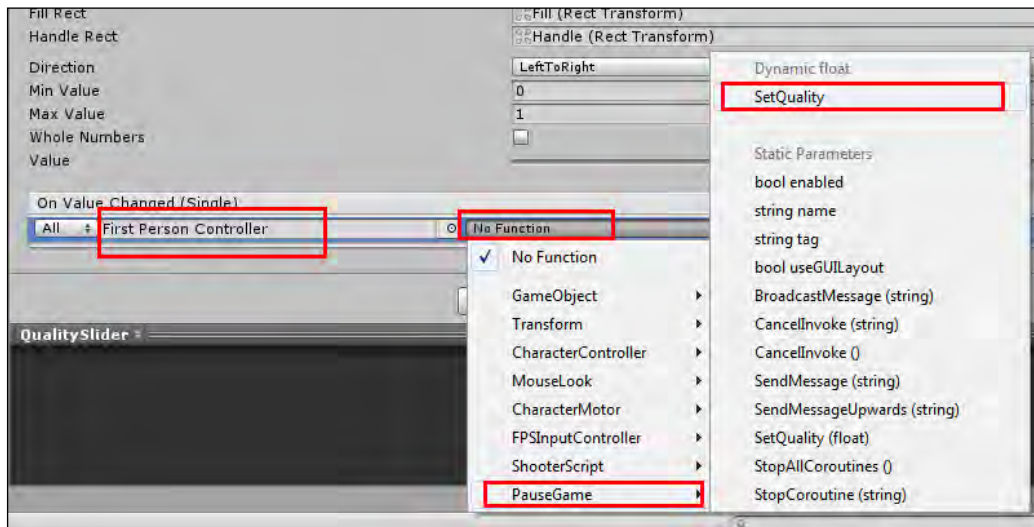 Fill Rect
Fill (Rect Transform)
Handle Rect
Handle (Rect Transform)
Direction
LeftToRight
Min Value
0
Max Value
1
Whole Numbers
Value
On Value Changed (Single)
All
First Person Controller
No Function
QualitySlider
No Function
GameObject
Transform
CharacterController
MouseLook
CharacterMotor
FPSInputController
ShooterScript
PauseGame
Dynamic float
SetQuality
Static Parameters
bool enabled
string name
string tag
bool useGUILayout
BroadcastMessage (string)
CancelInvoke (string)
CancelInvoke ()
SendMessage (string)
SendMessageUpwards (string)
SetQuality (float)
StopAllCoroutines ()
StopCoroutine (string)